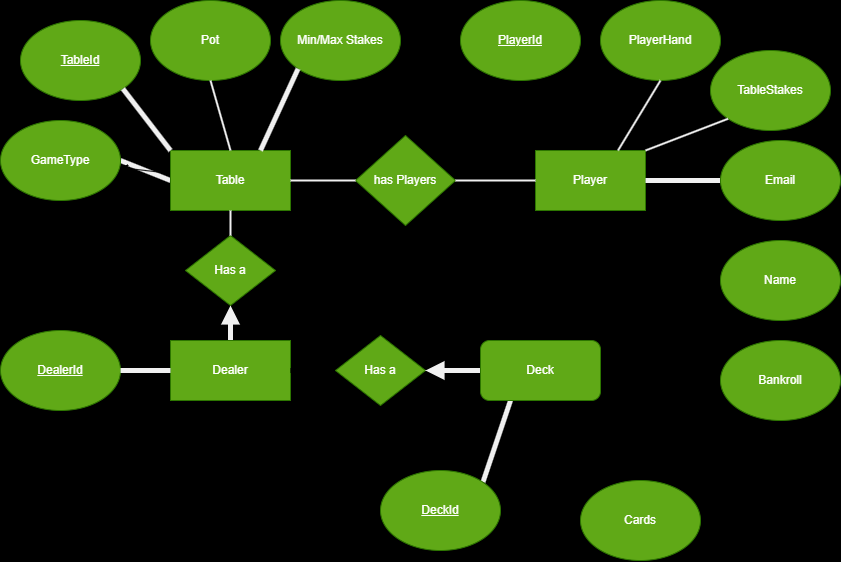 TableId
Pot
Min/Max Stakes
PlayerId
PlayerHand
TableStakes
GameType
Table
has Players
Player
Email
Has a
Name
DealerId
Dealer
Has a
Deck
Bankroll
DeckId
Cards